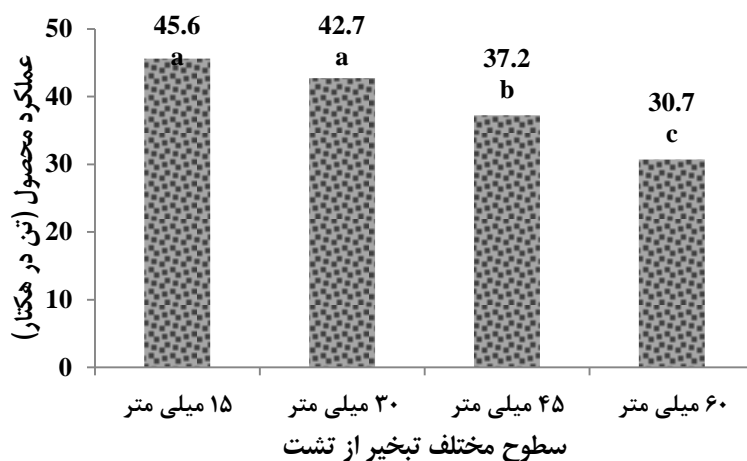 عملکرد محصول (تن در هکتار)
50
40
30
20
10
0
45.6
a
42.7
a
37.2
b
30.7
c
۱۵ میلی متر
۳۰ میلی متر
۴۵ میلی متر
۶۰ میلی متر
سطوح مختلف تبخیر از تشت